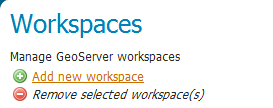 Workspaces
Manage GeoServer workspaces
Add new workspace
Remove selected workspace(s)